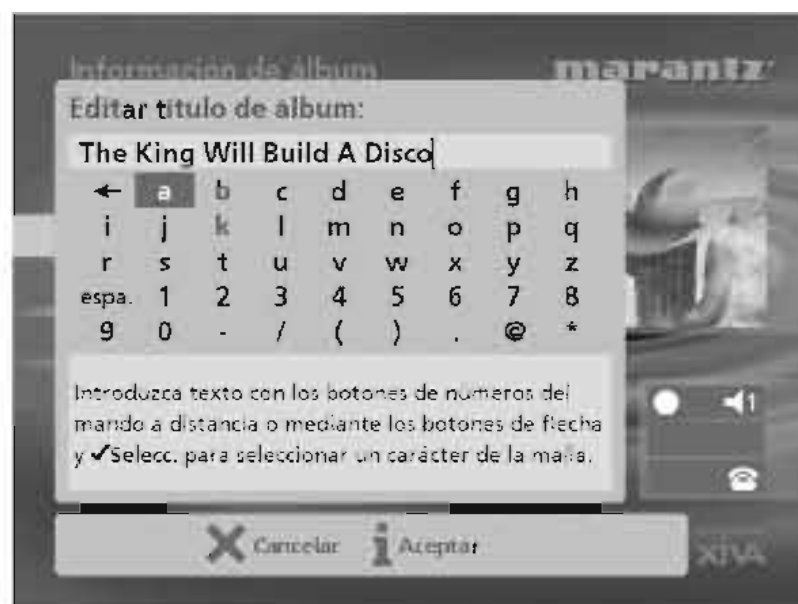 Información de álbum
marantz
Editar título de álbum:
The King Will Build A Disco
← a b c d e f g h
i j k l m n o p q
r s t u v w x y z
espa. 1 2 3 4 5 6 7 8
9 0 - / ( ) . @ *
Introduzca texto con los botones de números del
mando a distancia o mediante los botones de flecha
y ✓Selecc. para seleccionar un carácter de la malla.
1
Cancelar Aceptar
XiVA